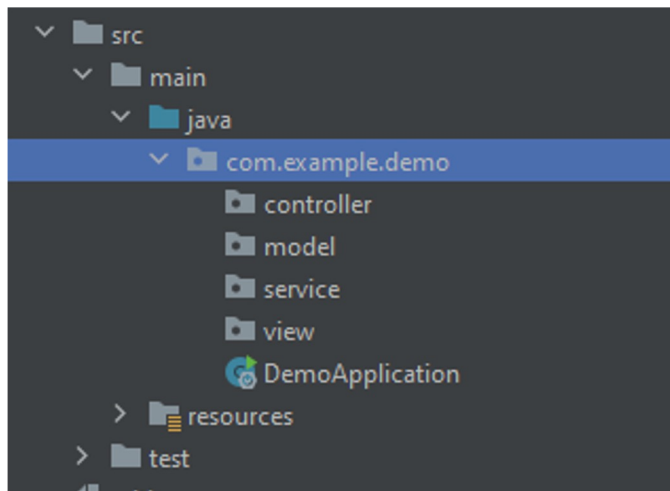 src
main
java
com.example.demo
controller
model
service
view
DemoApplication
resources
test